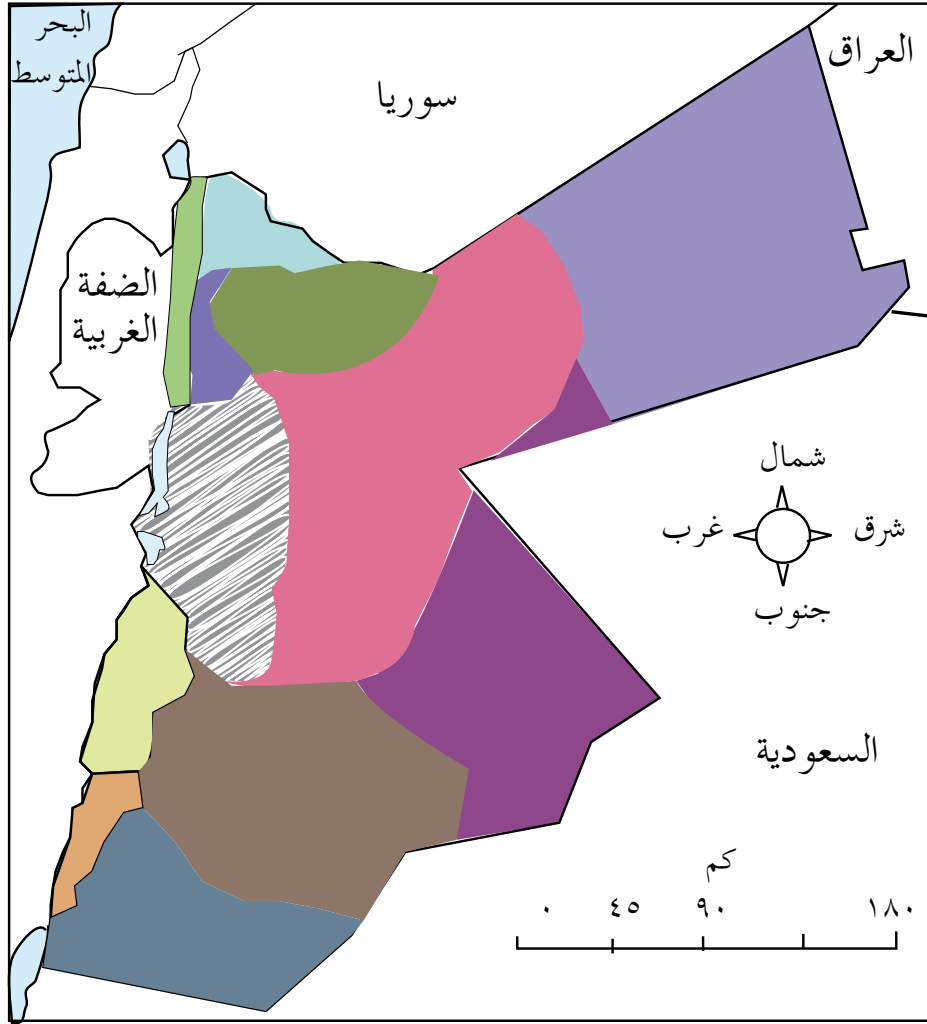 البحر
المتوسط
العراق
سوريا
الضفة
الغربية
شمال
شرق
غرب
جنوب
السعودية
كم
٠ ٤٥ ٩٠ ١٨٠